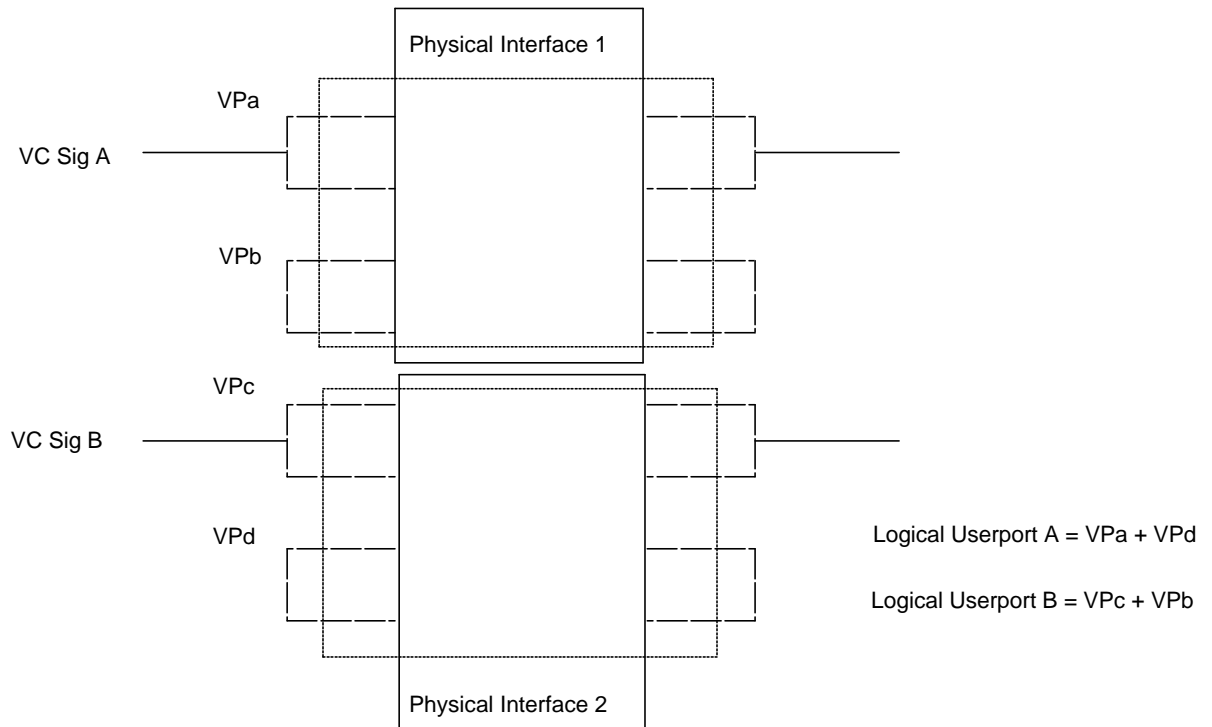 Physical Interface 1
VPa
VC Sig A
VPb
VPc
VC Sig B
VPd
Logical Userport A = VPa + VPd
Logical Userport B = VPc + VPb
Physical Interface 2